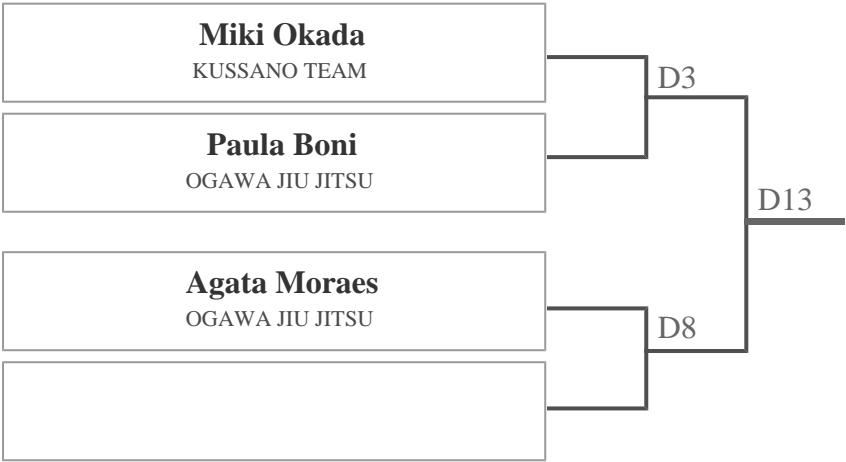 Miki Okada
KUSSANO TEAM
D3
Paula Boni
OGAWA JIU JITSU
D13
Agata Moraes
OGAWA JIU JITSU
D8